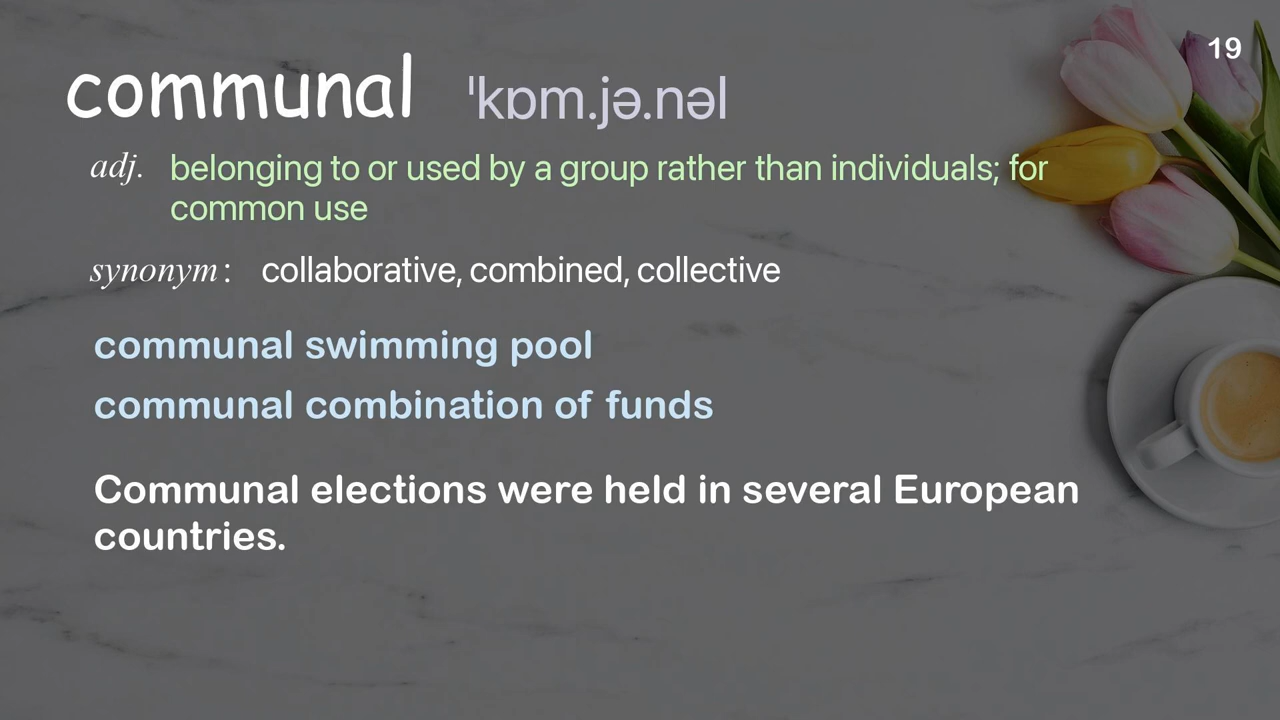 19
communal ˈkɒm.jə.nəl
adj. belonging to or used by a group rather than individuals; for
common use
synonym: collaborative, combined, collective
communal swimming pool
communal combination of funds
Communal elections were held in several European
countries.